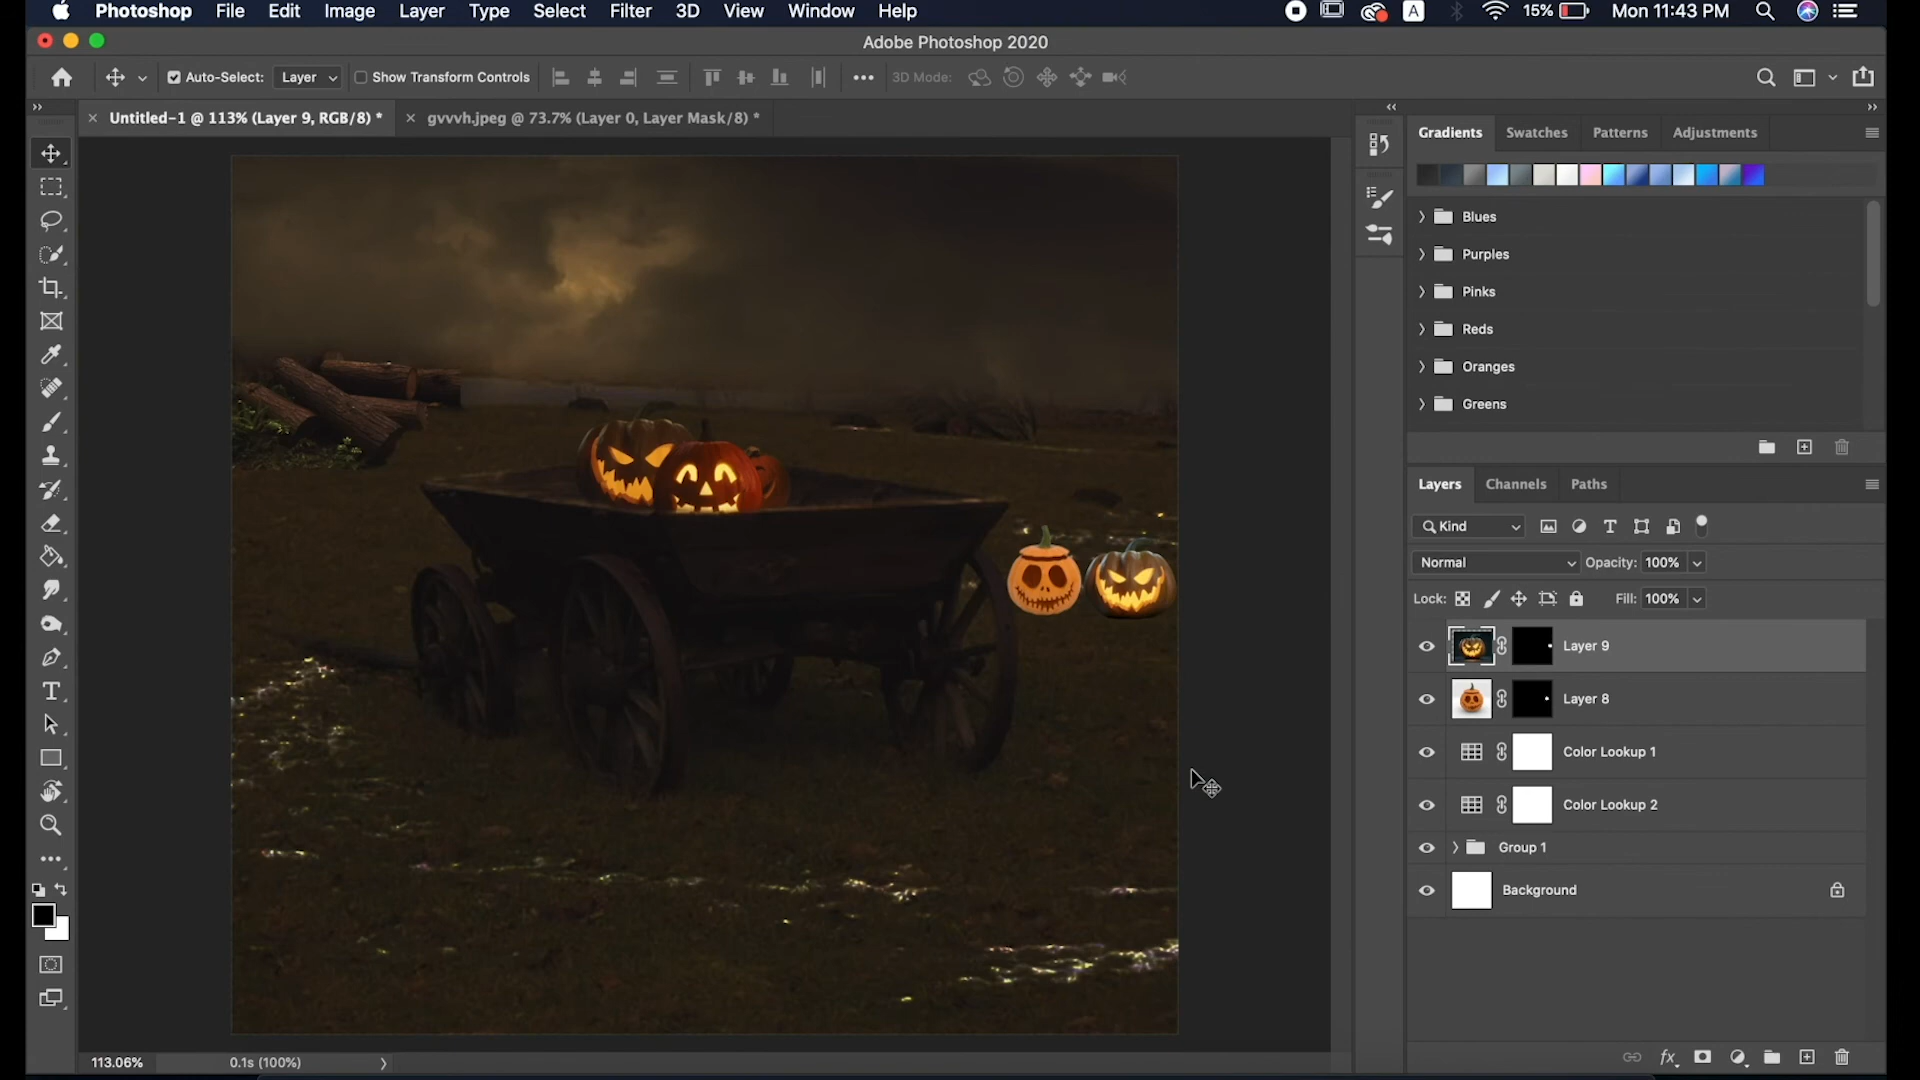 Photoshop File Edit Image Layer Type Select Filter 3D View Window Help A 15% Mon 11:43 PM
Adobe Photoshop 2020
Auto-Select: Layer Show Transform Controls 3D Mode:
Untitled-1 @ 113% (Layer 9, RGB/8) * gvvvh.jpeg @ 73.7% (Layer 0, Layer Mask/8) *
Gradients Swatches Patterns Adjustments
Blues
Purples
Pinks
Reds
Oranges
Greens
Layers Channels Paths
Kind
Normal Opacity: 100%
Lock: Fill: 100%
Layer 9
Layer 8
Color Lookup 1
Color Lookup 2
Group 1
Background
113.06% 0.1s (100%)